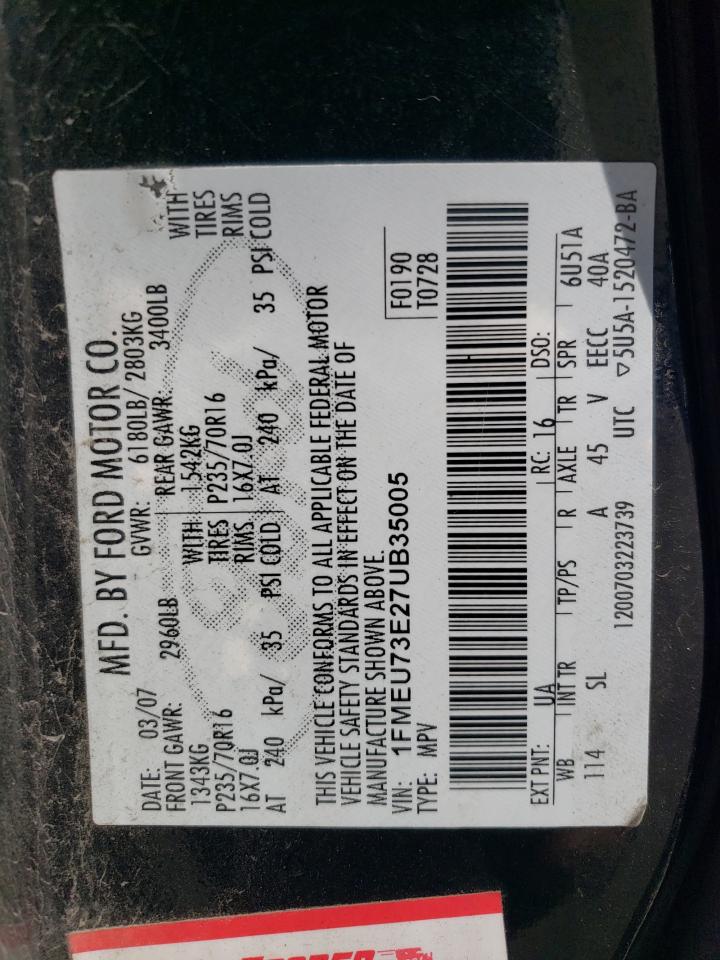 MFD. BY FORD MOTOR CO.
DATE: 03/07 GVWR: 6180LB/ 2803KG
FRONT GAWR: 2960LB REAR GAWR: 3400LB
1343KG WITH 1542KG WITH
P235/70R16 TIRES P235/70R16 TIRES
16X7.0J RIMS 16X7.0J RIMS
AT 240 kPa/ 35 PSI COLD AT 240 kPa/ 35 PSI COLD
THIS VEHICLE CONFORMS TO ALL APPLICABLE FEDERAL MOTOR
VEHICLE SAFETY STANDARDS IN EFFECT ON THE DATE OF
MANUFACTURE SHOWN ABOVE.
VIN: 1FMEU73E27UB35005 F0190
TYPE: MPV T0728
EXT PNT: UA RC: 16 DSO:
WB INT TR TP/PS R AXLE TR SPR 6U51A
114 SL A 45 V EECC 40A
1200703223739 UTC ▽5U5A-1520472-BA